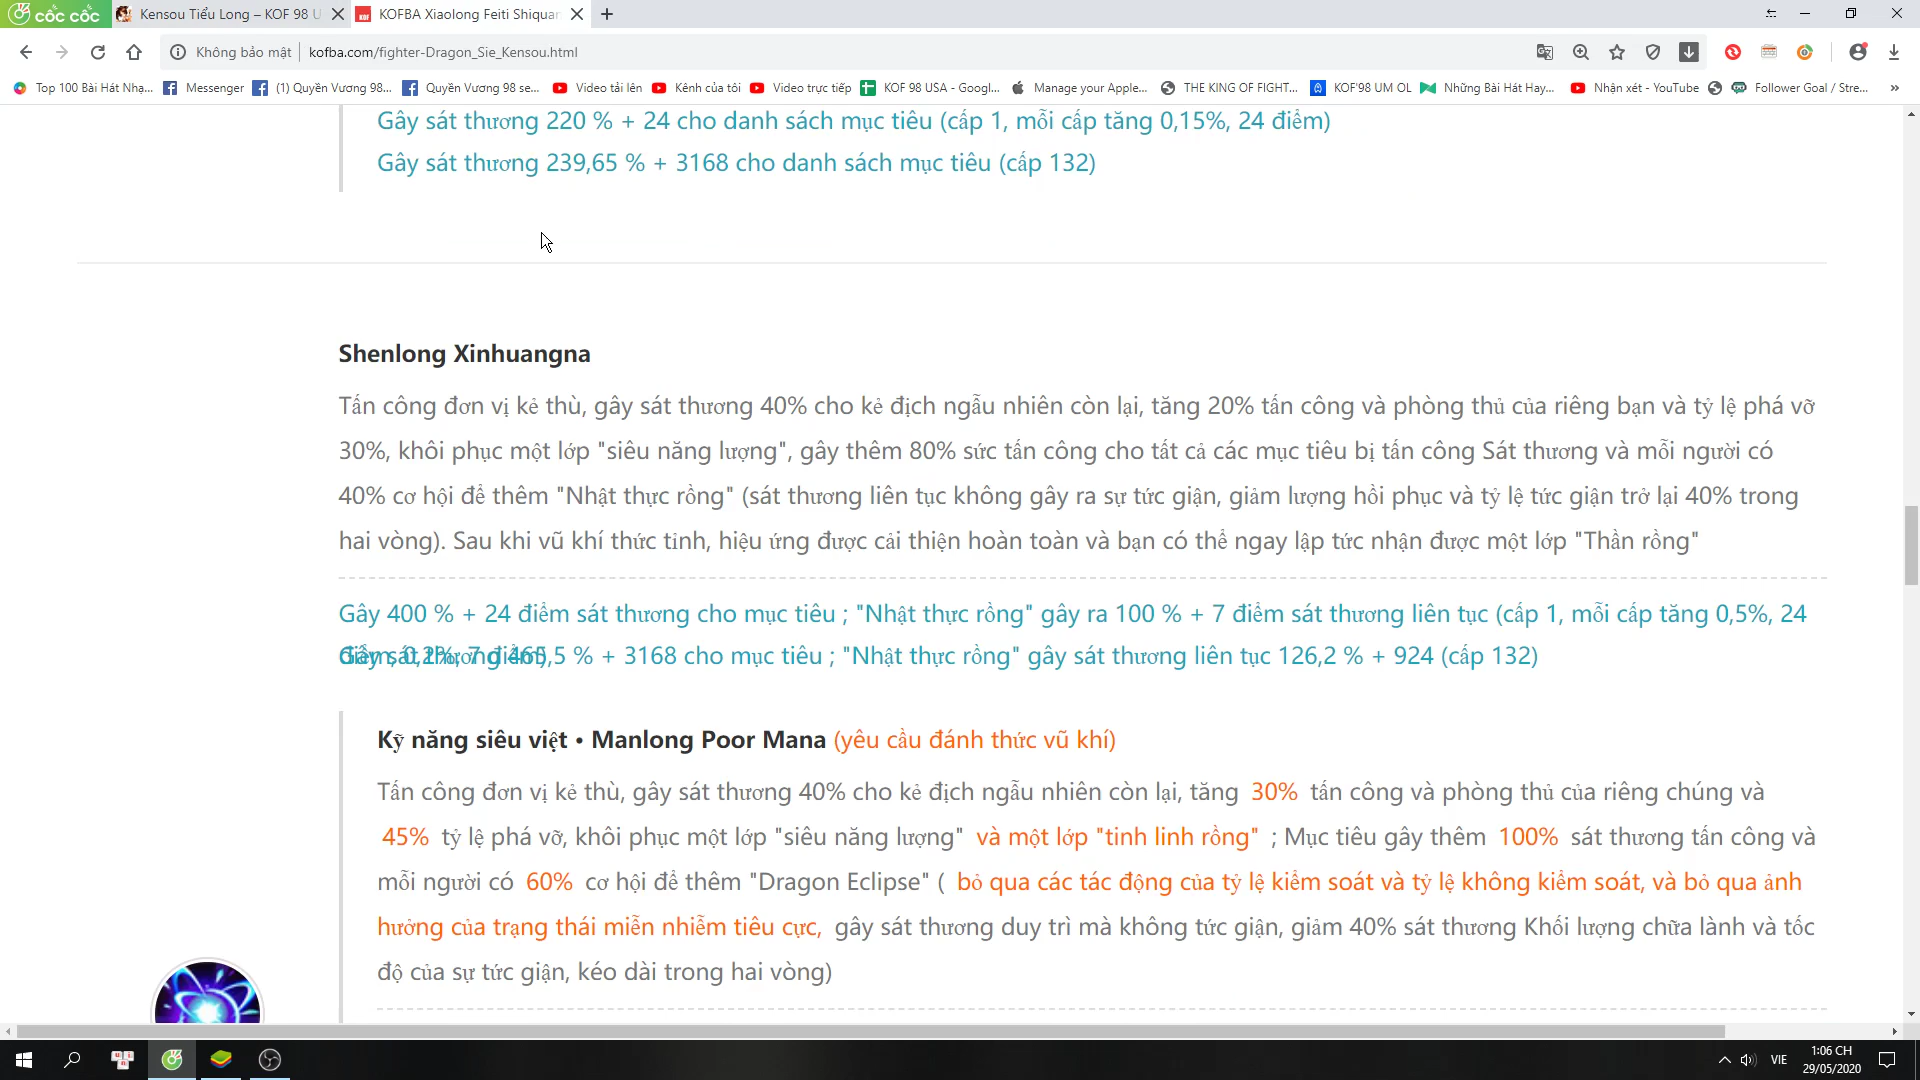 cốc cốc
Kensou Tiểu Long – KOF 98 U
KOFBA Xiaolong Feiti Shiquan
Không bảo mật
kofba.com/fighter-Dragon_Sie_Kensou.html
Top 100 Bài Hát Nhạ...
Messenger
(1) Quyền Vương 98...
Quyền Vương 98 se...
Video tải lên
Kênh của tôi
Video trực tiếp
KOF 98 USA - Googl...
Manage your Apple...
THE KING OF FIGHT...
KOF'98 UM OL
Những Bài Hát Hay...
Nhận xét - YouTube
Follower Goal / Stre...
Gây sát thương 220 % + 24 cho danh sách mục tiêu (cấp 1, mỗi cấp tăng 0,15%, 24 điểm)
Gây sát thương 239,65 % + 3168 cho danh sách mục tiêu (cấp 132)
Shenlong Xinhuangna
Tấn công đơn vị kẻ thù, gây sát thương 40% cho kẻ địch ngẫu nhiên còn lại, tăng 20% tấn công và phòng thủ của riêng bạn và tỷ lệ phá vỡ
30%, khôi phục một lớp "siêu năng lượng", gây thêm 80% sức tấn công cho tất cả các mục tiêu bị tấn công Sát thương và mỗi người có
40% cơ hội để thêm "Nhật thực rồng" (sát thương liên tục không gây ra sự tức giận, giảm lượng hồi phục và tỷ lệ tức giận trở lại 40% trong
hai vòng). Sau khi vũ khí thức tỉnh, hiệu ứng được cải thiện hoàn toàn và bạn có thể ngay lập tức nhận được một lớp "Thần rồng"
Gây 400 % + 24 điểm sát thương cho mục tiêu ; "Nhật thực rồng" gây ra 100 % + 7 điểm sát thương liên tục (cấp 1, mỗi cấp tăng 0,5%, 24
điểm, 0,2%, 7 điểm)
Gây sát thương 465,5 % + 3168 cho mục tiêu ; "Nhật thực rồng" gây sát thương liên tục 126,2 % + 924 (cấp 132)
Kỹ năng siêu việt • Manlong Poor Mana (yêu cầu đánh thức vũ khí)
Tấn công đơn vị kẻ thù, gây sát thương 40% cho kẻ địch ngẫu nhiên còn lại, tăng 30% tấn công và phòng thủ của riêng chúng và
45% tỷ lệ phá vỡ, khôi phục một lớp "siêu năng lượng" và một lớp "tinh linh rồng" ; Mục tiêu gây thêm 100% sát thương tấn công và
mỗi người có 60% cơ hội để thêm "Dragon Eclipse" ( bỏ qua các tác động của tỷ lệ kiểm soát và tỷ lệ không kiểm soát, và bỏ qua ảnh
hưởng của trạng thái miễn nhiễm tiêu cực, gây sát thương duy trì mà không tức giận, giảm 40% sát thương Khối lượng chữa lành và tốc
độ của sự tức giận, kéo dài trong hai vòng)
VIE
1:06 CH
29/05/2020